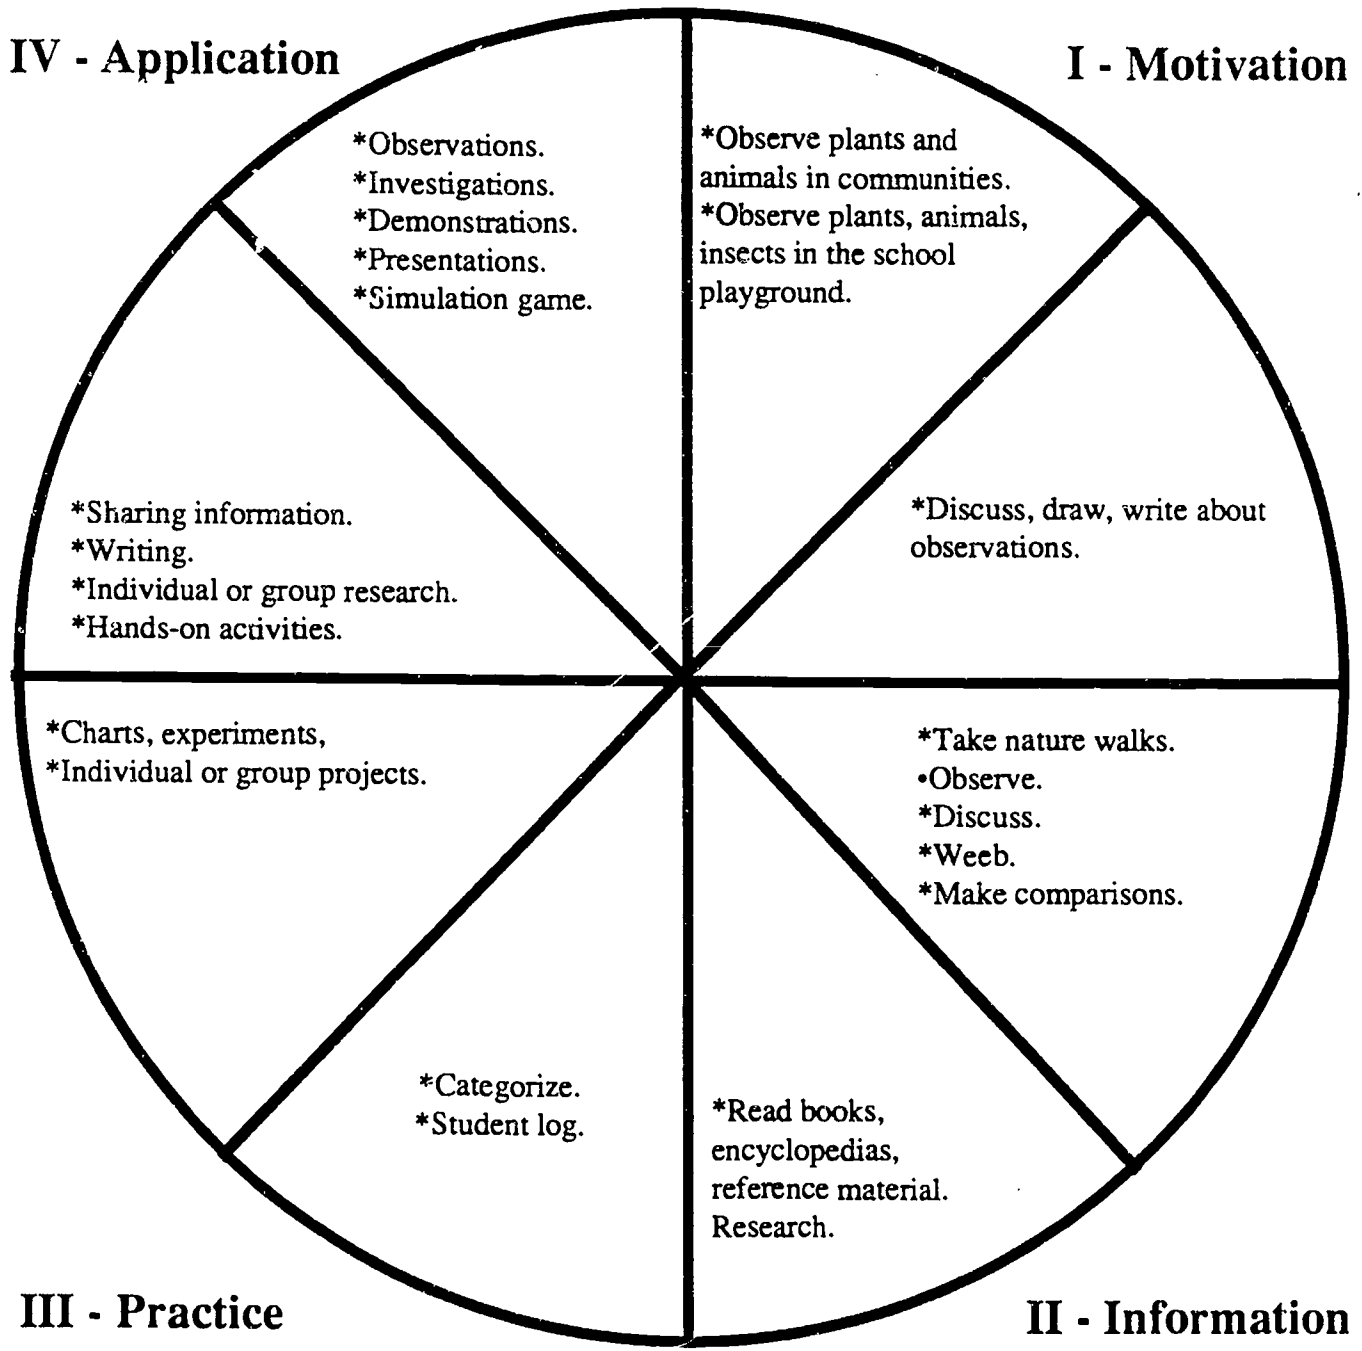 IV - Application
I - Motivation
*Observations.
*Investigations.
*Demonstrations.
*Presentations.
*Simulation game.
*Observe plants and
animals in communities.
*Observe plants, animals,
insects in the school
playground.
*Sharing information.
*Writing.
*Individual or group research.
*Hands-on activities.
*Discuss, draw, write about
observations.
*Charts, experiments,
*Individual or group projects.
*Take nature walks.
•Observe.
*Discuss.
*Weeb.
*Make comparisons.
*Categorize.
*Student log.
*Read books,
encyclopedias,
reference material.
Research.
III - Practice
II - Information